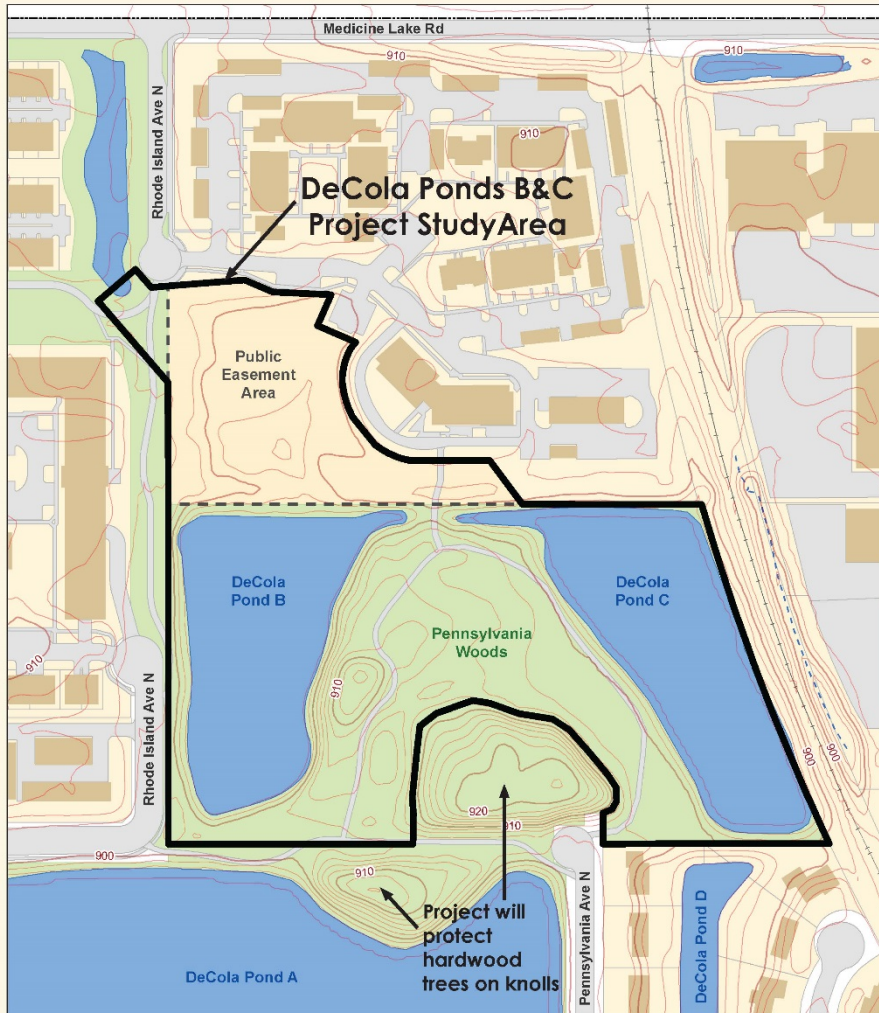 Medicine Lake Rd
910
910
910
Rhode Island Ave N
DeCola Ponds B&C
Project StudyArea
Public
Easement
Area
DeCola
Pond B
DeCola
Pond C
Pennsylvania
Woods
910
910
Rhode Island Ave N
920
910
900
900
900
910
Project will
protect
hardwood
trees on knolls
DeCola Pond A
Pennsylvania Ave N
DeCola Pond D